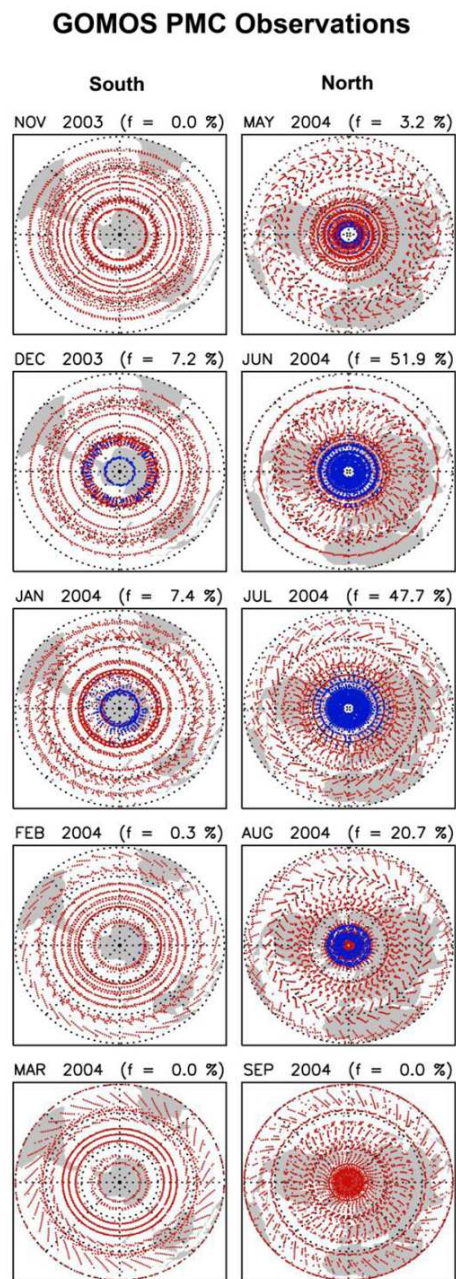 GOMOS PMC Observations
South North
NOV 2003 (f = 0.0 %) MAY 2004 (f = 3.2 %)
DEC 2003 (f = 7.2 %) JUN 2004 (f = 51.9 %)
JAN 2004 (f = 7.4 %) JUL 2004 (f = 47.7 %)
FEB 2004 (f = 0.3 %) AUG 2004 (f = 20.7 %)
MAR 2004 (f = 0.0 %) SEP 2004 (f = 0.0 %)